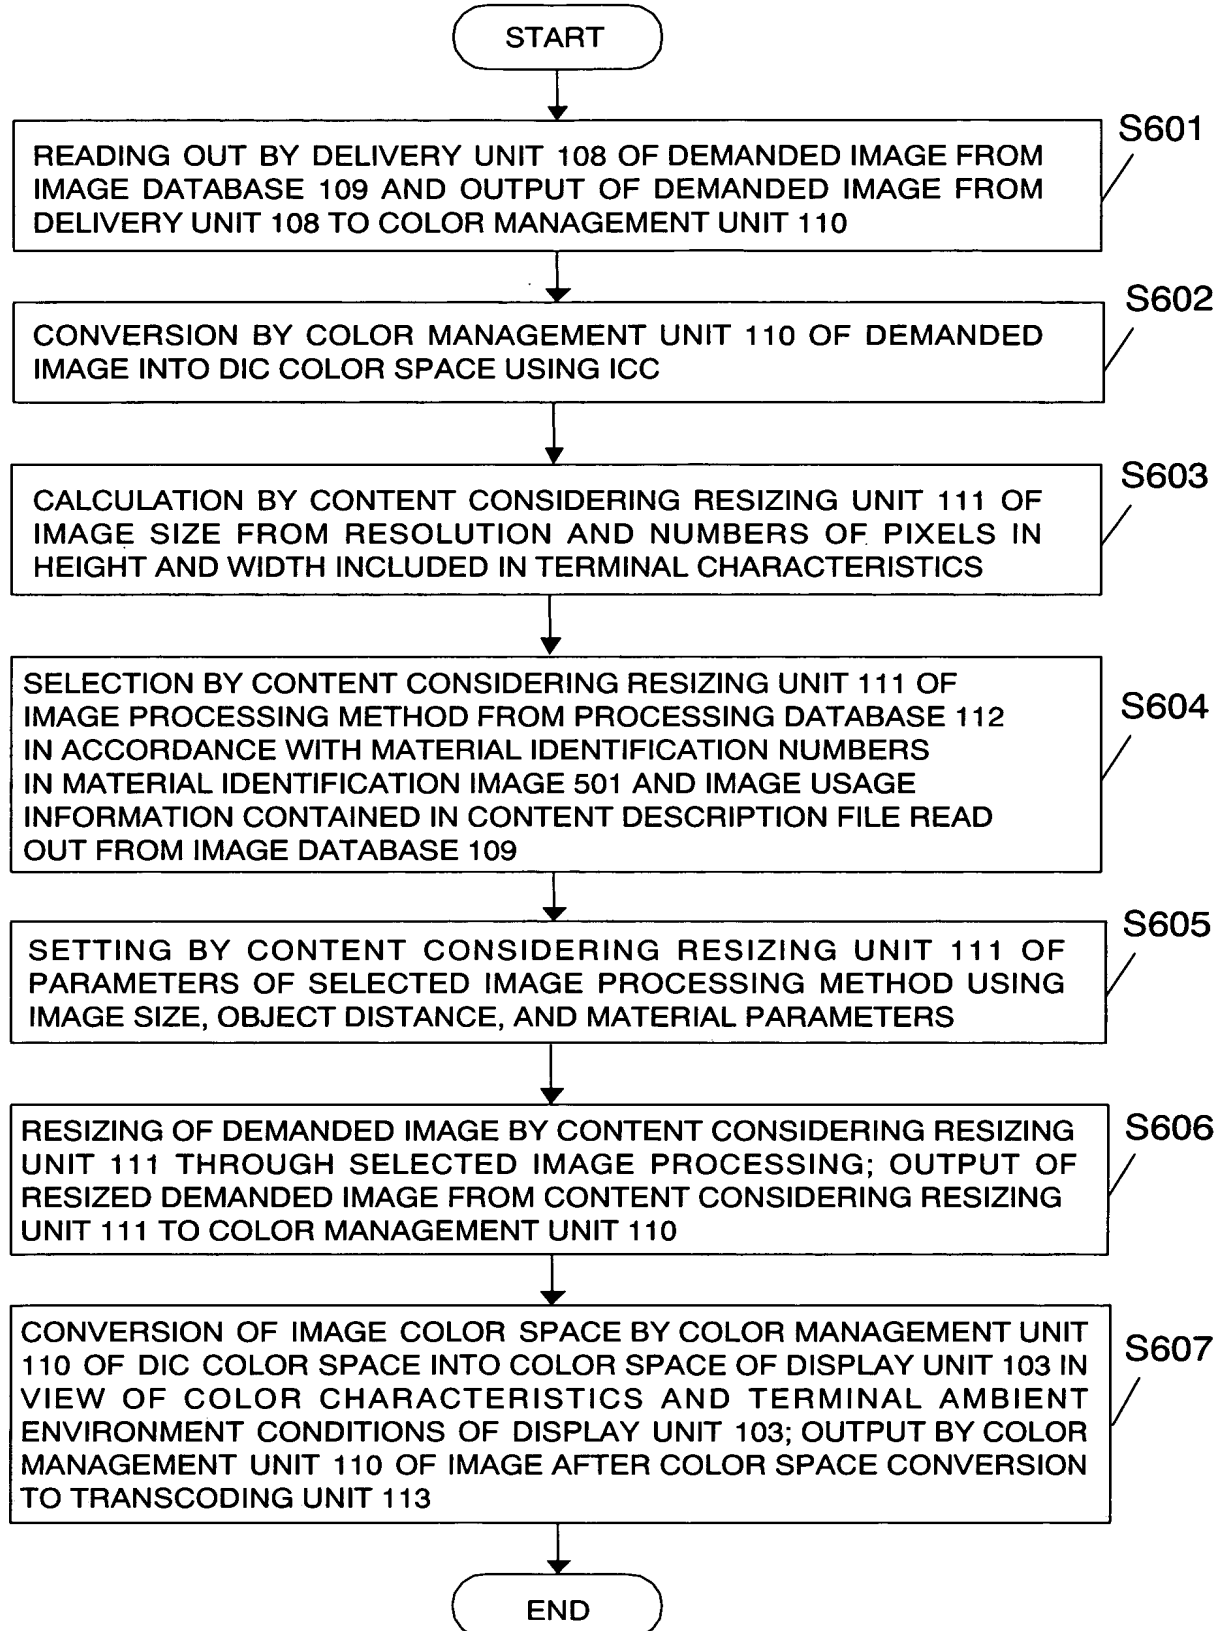 START
S601
READING OUT BY DELIVERY UNIT 108 OF DEMANDED IMAGE FROM
IMAGE DATABASE 109 AND OUTPUT OF DEMANDED IMAGE FROM
DELIVERY UNIT 108 TO COLOR MANAGEMENT UNIT 110
S602
CONVERSION BY COLOR MANAGEMENT UNIT 110 OF DEMANDED
IMAGE INTO DIC COLOR SPACE USING ICC
S603
CALCULATION BY CONTENT CONSIDERING RESIZING UNIT 111 OF
IMAGE SIZE FROM RESOLUTION AND NUMBERS OF PIXELS IN
HEIGHT AND WIDTH INCLUDED IN TERMINAL CHARACTERISTICS
S604
SELECTION BY CONTENT CONSIDERING RESIZING UNIT 111 OF
IMAGE PROCESSING METHOD FROM PROCESSING DATABASE 112
IN ACCORDANCE WITH MATERIAL IDENTIFICATION NUMBERS
IN MATERIAL IDENTIFICATION IMAGE 501 AND IMAGE USAGE
INFORMATION CONTAINED IN CONTENT DESCRIPTION FILE READ
OUT FROM IMAGE DATABASE 109
S605
SETTING BY CONTENT CONSIDERING RESIZING UNIT 111 OF
PARAMETERS OF SELECTED IMAGE PROCESSING METHOD USING
IMAGE SIZE, OBJECT DISTANCE, AND MATERIAL PARAMETERS
S606
RESIZING OF DEMANDED IMAGE BY CONTENT CONSIDERING RESIZING
UNIT 111 THROUGH SELECTED IMAGE PROCESSING; OUTPUT OF
RESIZED DEMANDED IMAGE FROM CONTENT CONSIDERING RESIZING
UNIT 111 TO COLOR MANAGEMENT UNIT 110
S607
CONVERSION OF IMAGE COLOR SPACE BY COLOR MANAGEMENT UNIT
110 OF DIC COLOR SPACE INTO COLOR SPACE OF DISPLAY UNIT 103 IN
VIEW OF COLOR CHARACTERISTICS AND TERMINAL AMBIENT
ENVIRONMENT CONDITIONS OF DISPLAY UNIT 103; OUTPUT BY COLOR
MANAGEMENT UNIT 110 OF IMAGE AFTER COLOR SPACE CONVERSION
TO TRANSCODING UNIT 113
END